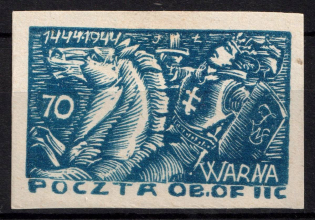 1444-1944
70
WARNA
POCZTA OB. OF IIC